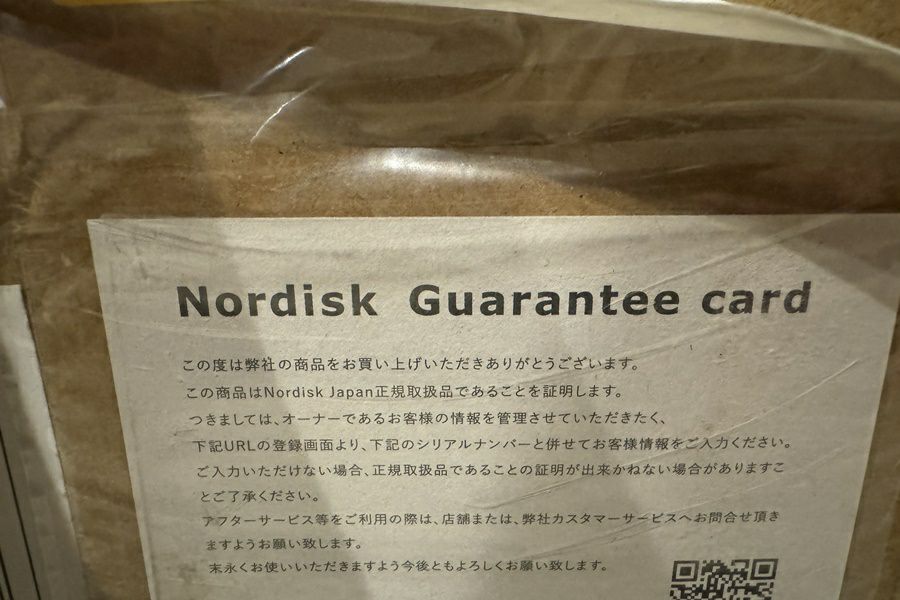 Nordisk Guarantee card
この度は弊社の商品をお買い上げいただきありがとうございます。
この商品はNordisk Japan正規取扱品であることを証明します。
つきましては、オーナーであるお客様の情報を管理させていただきたく、
下記URLの登録画面より、下記のシリアルナンバーと併せてお客様情報をご入力ください。
ご入力いただけない場合、正規取扱品であることの証明が出来かねない場合がありますこ
とご了承ください。
アフターサービス等をご利用の際は、店舗または、弊社カスタマーサービスへお問合せ頂き
ますようお願い致します。
末永くお使いいただきますよう今後ともよろしくお願い致します。